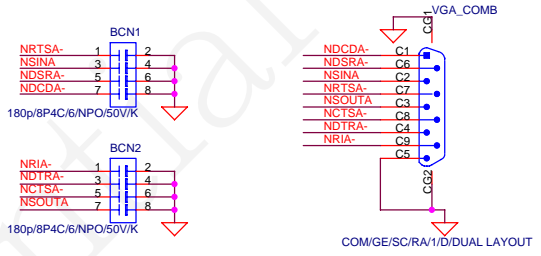 BCN1
NRTSA- 1 2
NSINA 3 4
NDSRA- 5 6
NDCDA- 7 8
180p/8P4C/6/NPO/50V/K
BCN2
NRIA- 1 2
NDTRA- 3 4
NCTSA- 5 6
NSOUTA 7 8
180p/8P4C/6/NPO/50V/K
VGA_COMB
CG1
NDCDA- C1
NDSRA- C6
NSINA C2
NRTSA- C7
NSOUTA C3
NCTSA- C8
NDTRA- C4
NRIA- C9
C5
CG2
COM/GE/SC/RA/1/D/DUAL LAYOUT